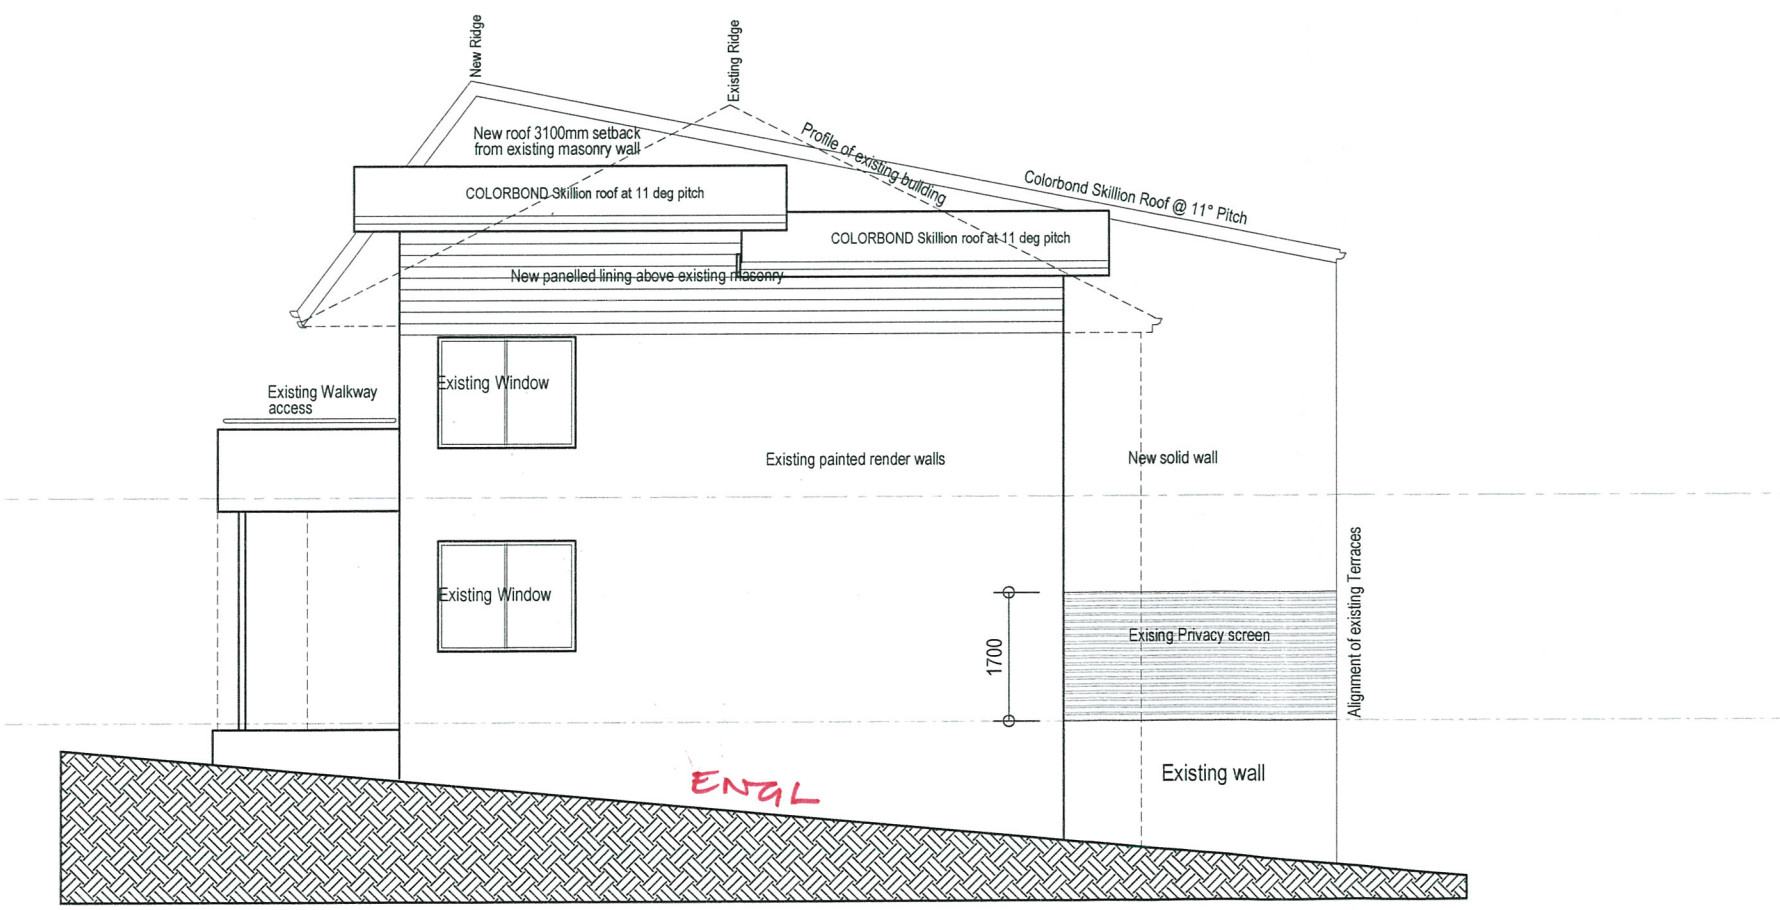 New Ridge
Existing Ridge
New roof 3100mm setback
from existing masonry wall
Profile of existing building
Colorbond Skillion Roof @ 11° Pitch
COLORBOND Skillion roof at 11 deg pitch
COLORBOND Skillion roof at 11 deg pitch
New panelled lining above existing masonry
Existing Window
Existing Walkway
access
Existing painted render walls
New solid wall
Existing Window
1700
Exising Privacy screen
Alignment of existing Terraces
Existing wall
ENGL